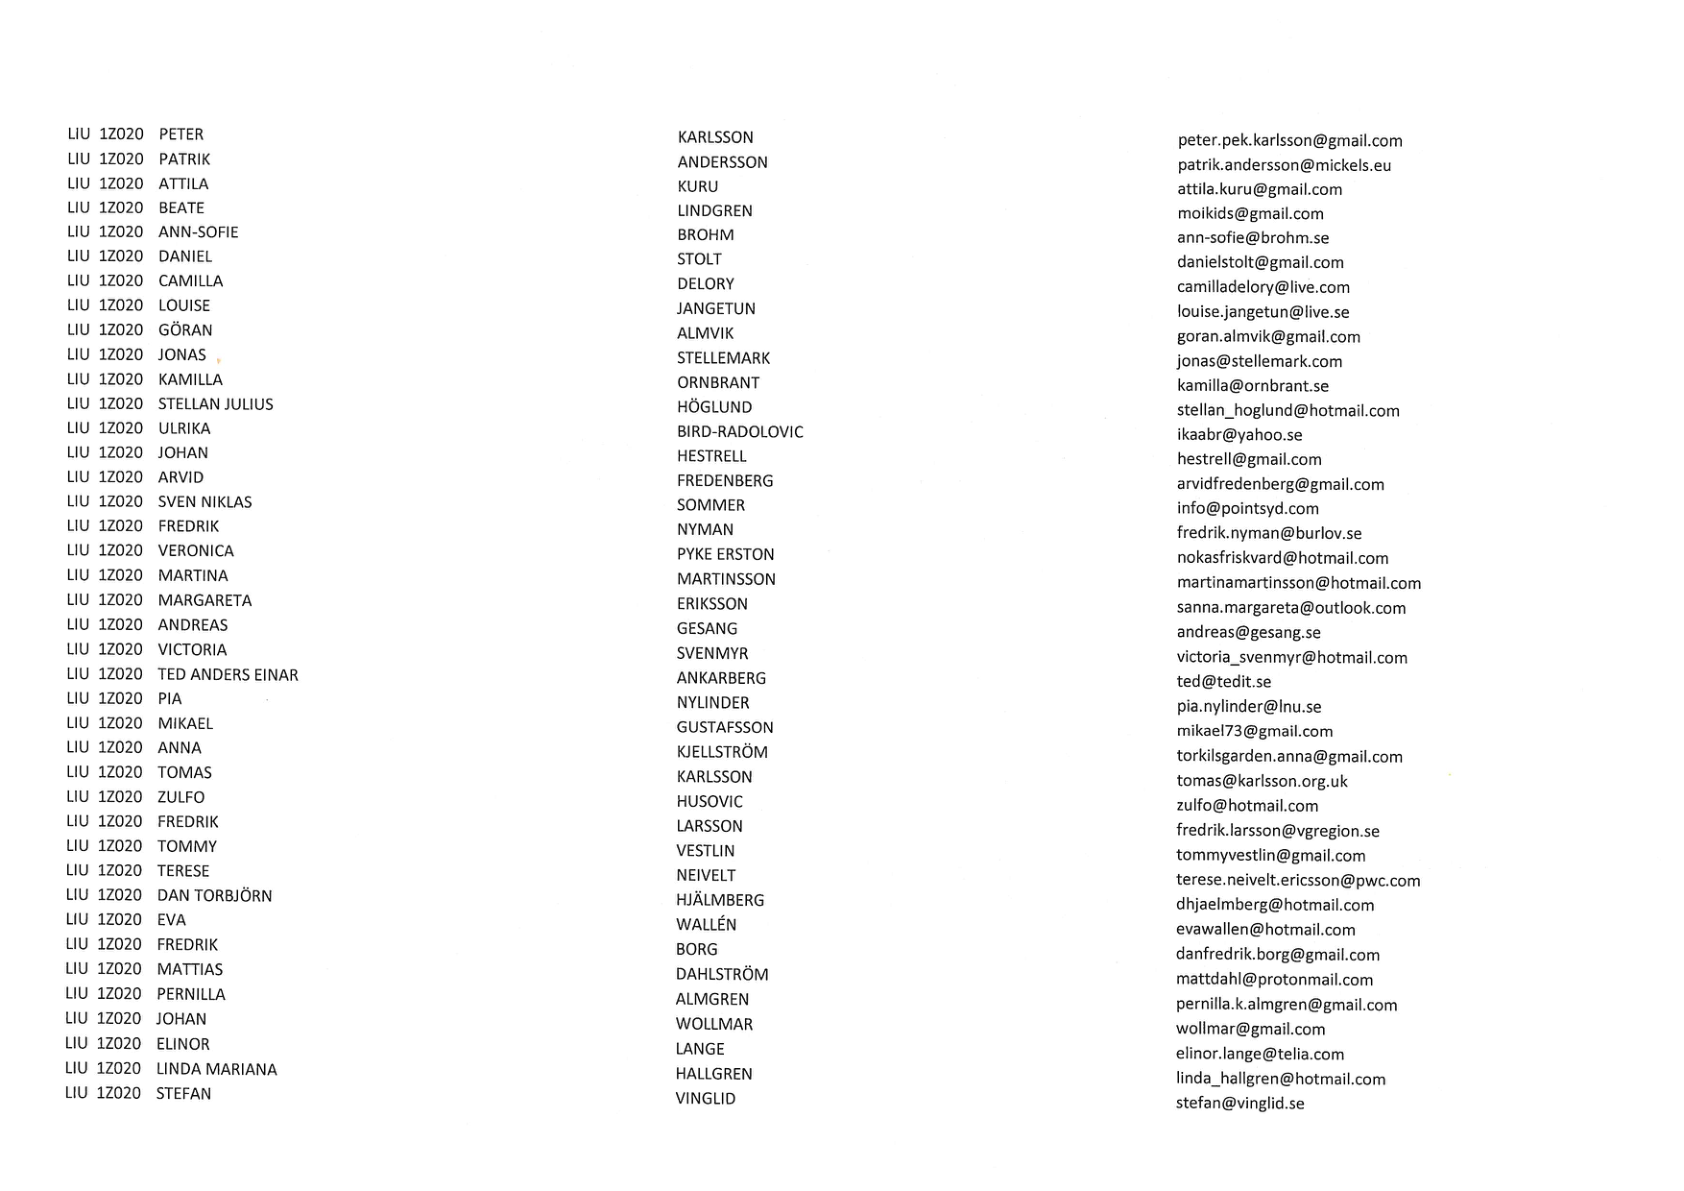 LIU 1Z020 PETER KARLSSON peter.pek.karlsson@gmail.com
LIU 1Z020 PATRIK ANDERSSON patrik.andersson@mickels.eu
LIU 1Z020 ATTILA KURU attila.kuru@gmail.com
LIU 1Z020 BEATE LINDGREN moikids@gmail.com
LIU 1Z020 ANN-SOFIE BROHM ann-sofie@brohm.se
LIU 1Z020 DANIEL STOLT danielstolt@gmail.com
LIU 1Z020 CAMILLA DELORY camilladelory@live.com
LIU 1Z020 LOUISE JANGETUN louise.jangetun@live.se
LIU 1Z020 GÖRAN ALMVIK goran.almvik@gmail.com
LIU 1Z020 JONAS STELLEMARK jonas@stellemark.com
LIU 1Z020 KAMILLA ORNBRANT kamilla@ornbrant.se
LIU 1Z020 STELLAN JULIUS HÖGLUND stellan_hoglund@hotmail.com
LIU 1Z020 ULRIKA BIRD-RADOLOVIC ikaabr@yahoo.se
LIU 1Z020 JOHAN HESTRELL hestrell@gmail.com
LIU 1Z020 ARVID FREDENBERG arvidfredenberg@gmail.com
LIU 1Z020 SVEN NIKLAS SOMMER info@pointsyd.com
LIU 1Z020 FREDRIK NYMAN fredrik.nyman@burlov.se
LIU 1Z020 VERONICA PYKE ERSTON nokasfriskvard@hotmail.com
LIU 1Z020 MARTINA MARTINSSON martinamartinsson@hotmail.com
LIU 1Z020 MARGARETA ERIKSSON sanna.margareta@outlook.com
LIU 1Z020 ANDREAS GESANG andreas@gesang.se
LIU 1Z020 VICTORIA SVENMYR victoria_svenmyr@hotmail.com
LIU 1Z020 TED ANDERS EINAR ANKARBERG ted@tedit.se
LIU 1Z020 PIA NYLINDER pia.nylinder@lnu.se
LIU 1Z020 MIKAEL GUSTAFSSON mikael73@gmail.com
LIU 1Z020 ANNA KJELLSTRÖM torkilsgarden.anna@gmail.com
LIU 1Z020 TOMAS KARLSSON tomas@karlsson.org.uk
LIU 1Z020 ZULFO HUSOVIC zulfo@hotmail.com
LIU 1Z020 FREDRIK LARSSON fredrik.larsson@vgregion.se
LIU 1Z020 TOMMY VESTLIN tommyvestlin@gmail.com
LIU 1Z020 TERESE NEIVELT terese.neivelt.ericsson@pwc.com
LIU 1Z020 DAN TORBJÖRN HJÄLMBERG dhjaelmberg@hotmail.com
LIU 1Z020 EVA WALLÉN evawallen@hotmail.com
LIU 1Z020 FREDRIK BORG danfredrik.borg@gmail.com
LIU 1Z020 MATTIAS DAHLSTRÖM mattdahl@protonmail.com
LIU 1Z020 PERNILLA ALMGREN pernilla.k.almgren@gmail.com
LIU 1Z020 JOHAN WOLLMAR wollmar@gmail.com
LIU 1Z020 ELINOR LANGE elinor.lange@telia.com
LIU 1Z020 LINDA MARIANA HALLGREN linda_hallgren@hotmail.com
LIU 1Z020 STEFAN VINGLID stefan@vinglid.se